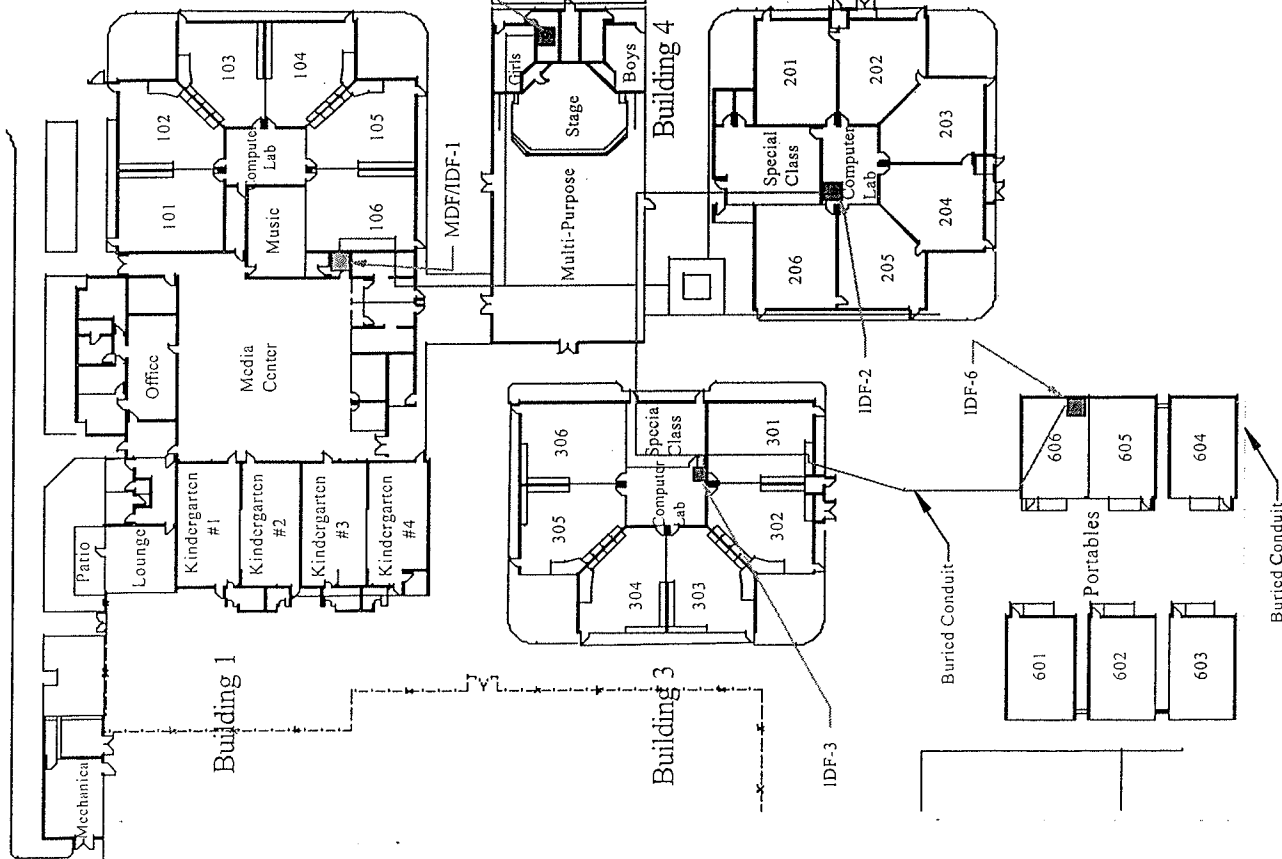 103
104
102
Computer
Lab
105
101
Music
106
MDF/IDF-1
Office
Media
Center
Patio
Lounge
Kindergarten
#1
Kindergarten
#2
Kindergarten
#3
Kindergarten
#4
Mechanical
Building 1
Girls
Boys
Stage
Multi-Purpose
Building 4
201
202
Special
Class
Computer
Lab
203
204
206
205
IDF-2
306
Specia
Class
301
305
Computer
Lab
302
304
303
Building 3
IDF-3
IDF-6
606
605
604
Buried Conduit
Portables
601
602
603
Buried Conduit